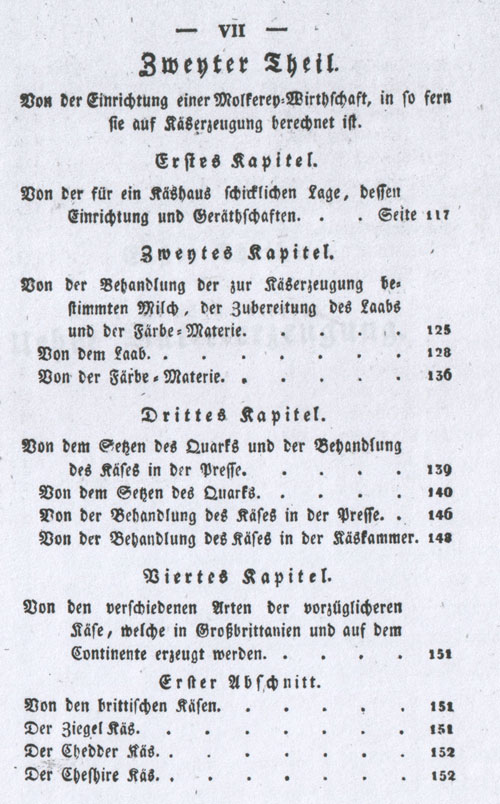 — VII —
Zweyter Theil.
Von der Einrichtung einer Molkerey-Wirthschaft, in so fern
sie auf Käserzeugung berechnet ist.
Erstes Kapitel.
Von der für ein Käshaus schicklichen Lage, dessen
Einrichtung und Geräthschaften. . . Seite 117
Zweytes Kapitel.
Von der Behandlung der zur Käserzeugung be-
stimmten Milch, der Zubereitung des Laabs
und der Färbe-Materie. . . . . 125
Von dem Laab. . . . . . . . 128
Von der Färbe-Materie. . . . . . 136
Drittes Kapitel.
Von dem Setzen des Quarks und der Behandlung
des Käses in der Presse. . . . . 139
Von dem Setzen des Quarks. . . . . 140
Von der Behandlung des Käses in der Presse. . 146
Von der Behandlung des Käses in der Käskammer. 148
Viertes Kapitel.
Von den verschiedenen Arten der vorzüglicheren
Käse, welche in Großbrittanien und auf dem
Continente erzeugt werden. . . . . 151
Erster Abschnitt.
Von den brittischen Käsen. . . . . . 151
Der Ziegel Käs. . . . . . . . 151
Der Chedder Käs. . . . . . . . 152
Der Cheshire Käs. . . . . . . . 152